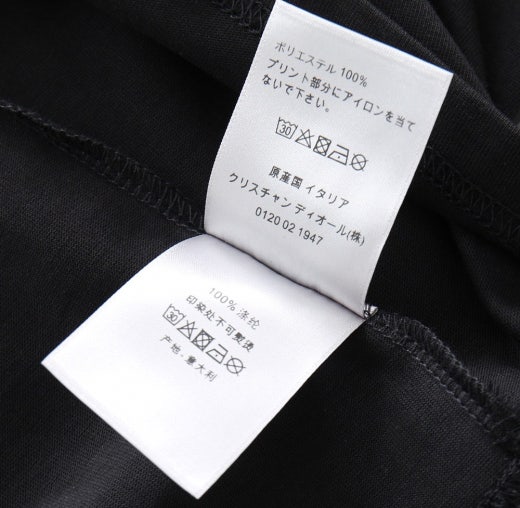 ポリエステル 100%
プリント部分にアイロンを当て
ないで下さい。
30
原産国 イタリア
クリスチャン ディオール(株)
0120 02 1947
100% 涤纶
印染处不可熨烫
30
产地·意大利